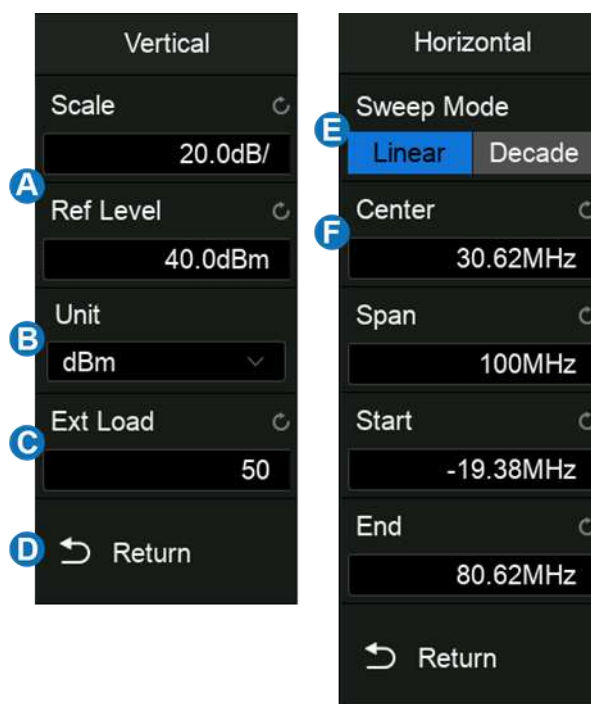 Vertical
Scale
20.0dB/
A
Ref Level
40.0dBm
Unit
B
dBm
Ext Load
C
50
D
Return
Horizontal
Sweep Mode
E
Linear Decade
Center
F
30.62MHz
Span
100MHz
Start
-19.38MHz
End
80.62MHz
Return